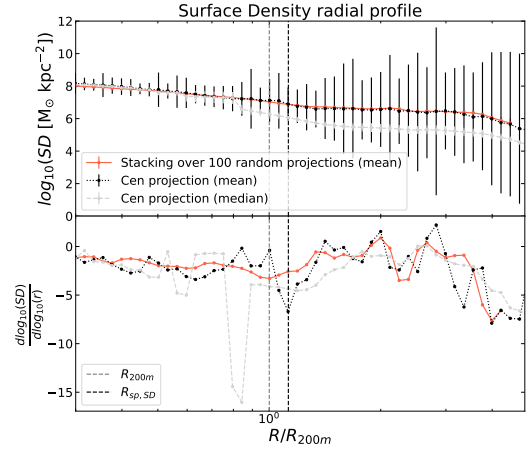 Surface Density radial profile
log₁₀(SD [M⊙ kpc⁻²])
12
10
8
6
4
2
0
Stacking over 100 random projections (mean)
Cen projection (mean)
Cen projection (median)
dlog₁₀(SD)
dlog₁₀(r)
0
−5
−10
−15
R₂₀₀ₘ
Rsp, SD
10⁰
R/R₂₀₀ₘ